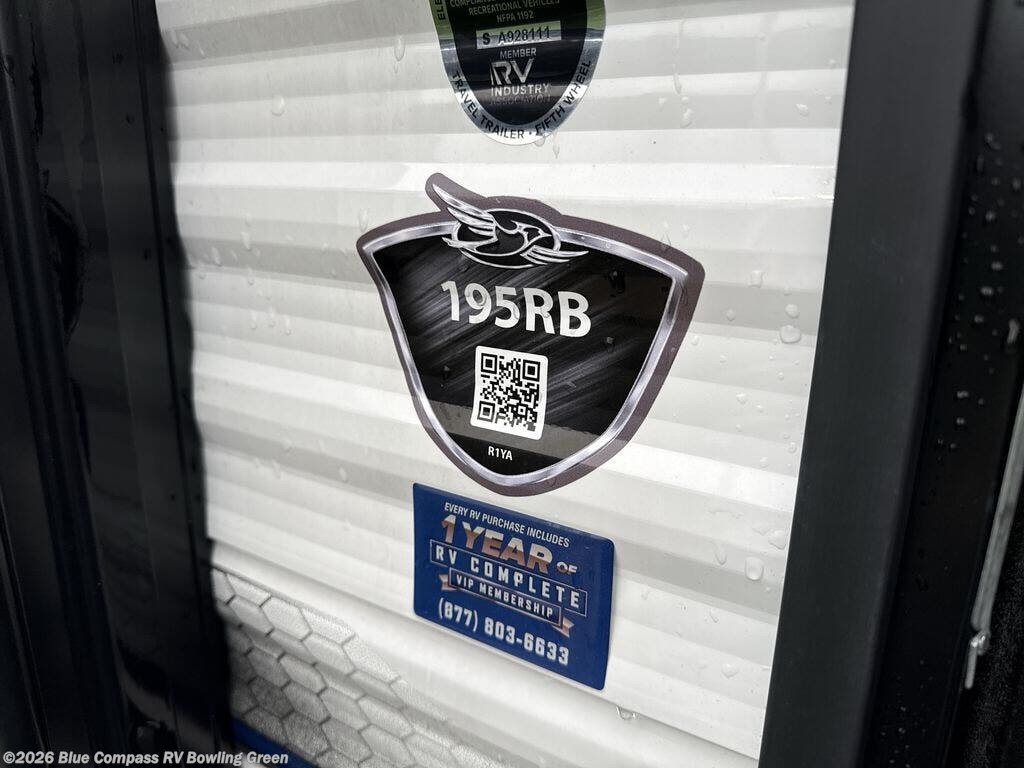 COMPLIANCE
RECREATIONAL VEHICLES
NFPA 1192
S A928111
MEMBER
RV
INDUSTRY
ASSOCIATION
TRAVEL TRAILER • FIFTH WHEEL
195RB
R1YA
EVERY RV PURCHASE INCLUDES
1 YEAR OF
RV COMPLETE
VIP MEMBERSHIP
(877) 803-6633
©2026 Blue Compass RV Bowling Green